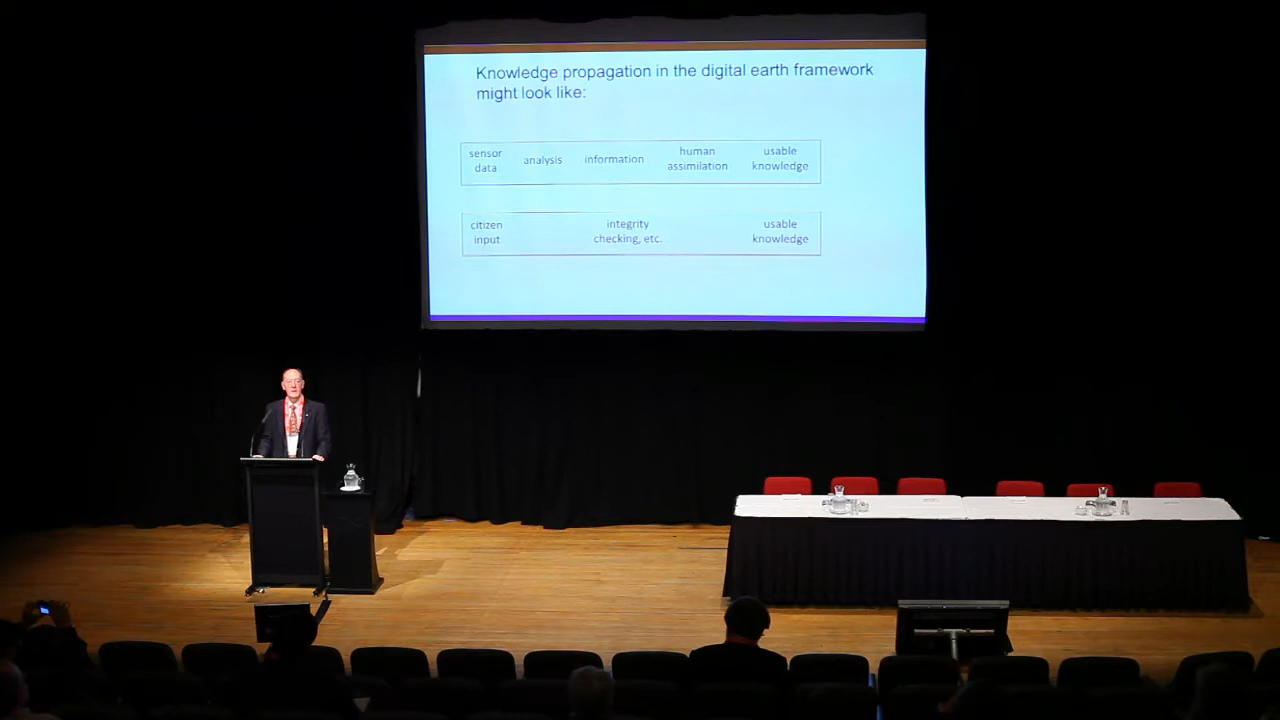 Knowledge propagation in the digital earth framework
might look like:
sensor
data
analysis
information
human
assimilation
usable
knowledge
citizen
input
integrity
checking, etc.
usable
knowledge